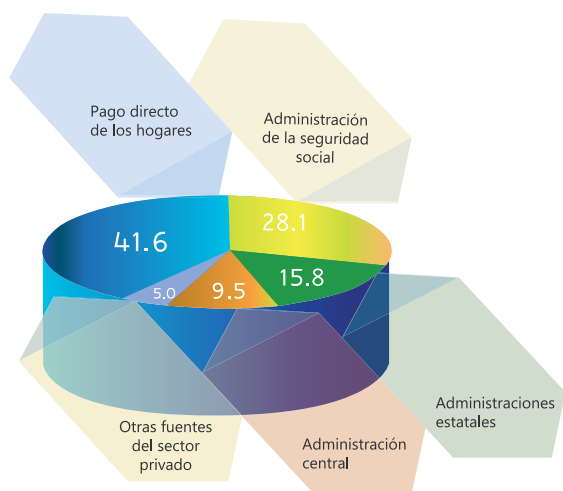 Pago directo
de los hogares
Administración
de la seguridad
social
41.6
28.1
15.8
9.5
5.0
Administraciones
estatales
Otras fuentes
del sector
privado
Administración
central